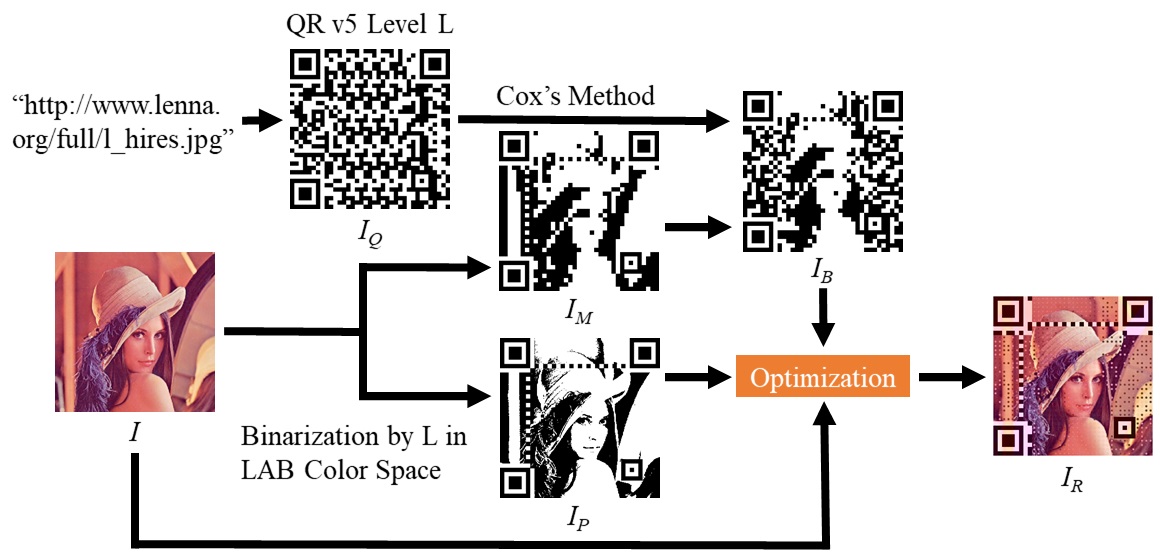 QR v5 Level L
“http://www.lenna.
org/full/l_hires.jpg”
Cox’s Method
I_Q
I_M
I_B
I
Binarization by L in
LAB Color Space
I_P
Optimization
I_R